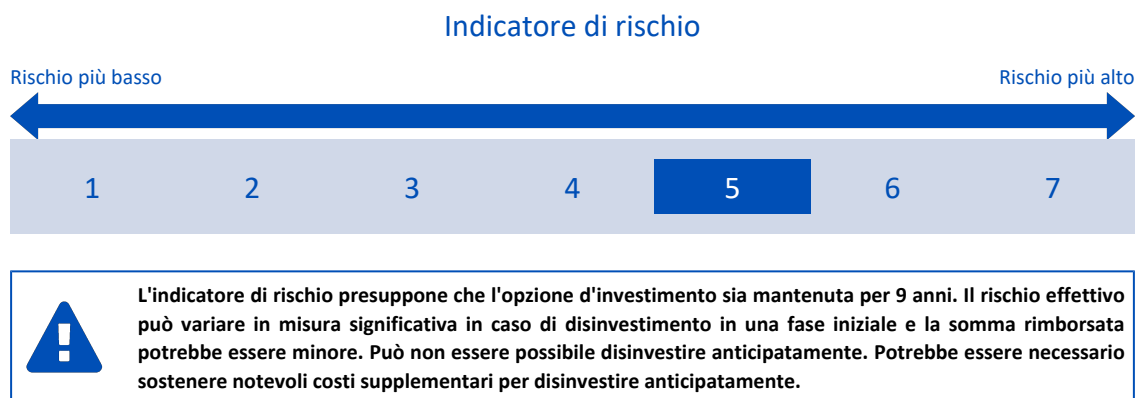 Indicatore di rischio
Rischio più basso
Rischio più alto
1 2 3 4 5 6 7
L'indicatore di rischio presuppone che l'opzione d'investimento sia mantenuta per 9 anni. Il rischio effettivo
può variare in misura significativa in caso di disinvestimento in una fase iniziale e la somma rimborsata
potrebbe essere minore. Può non essere possibile disinvestire anticipatamente. Potrebbe essere necessario
sostenere notevoli costi supplementari per disinvestire anticipatamente.